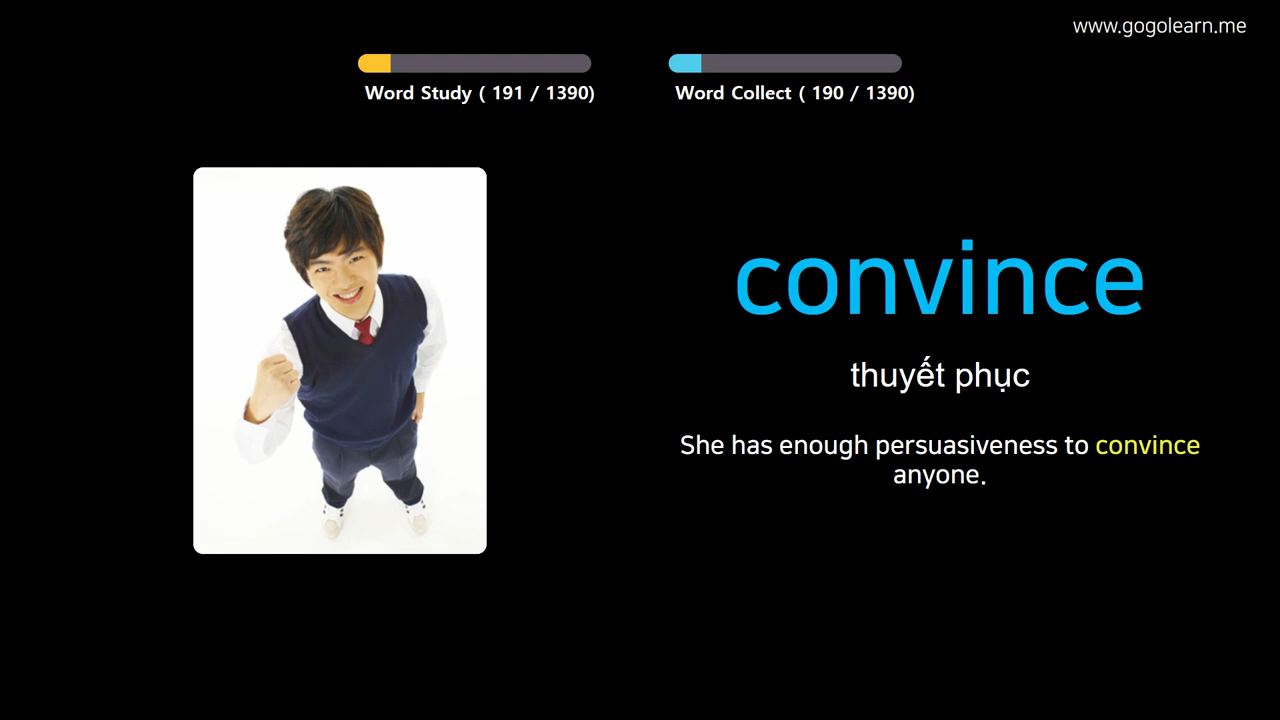 www.gogolearn.me
Word Study ( 191 / 1390)
Word Collect ( 190 / 1390)
convince
thuyết phục
She has enough persuasiveness to convince
anyone.